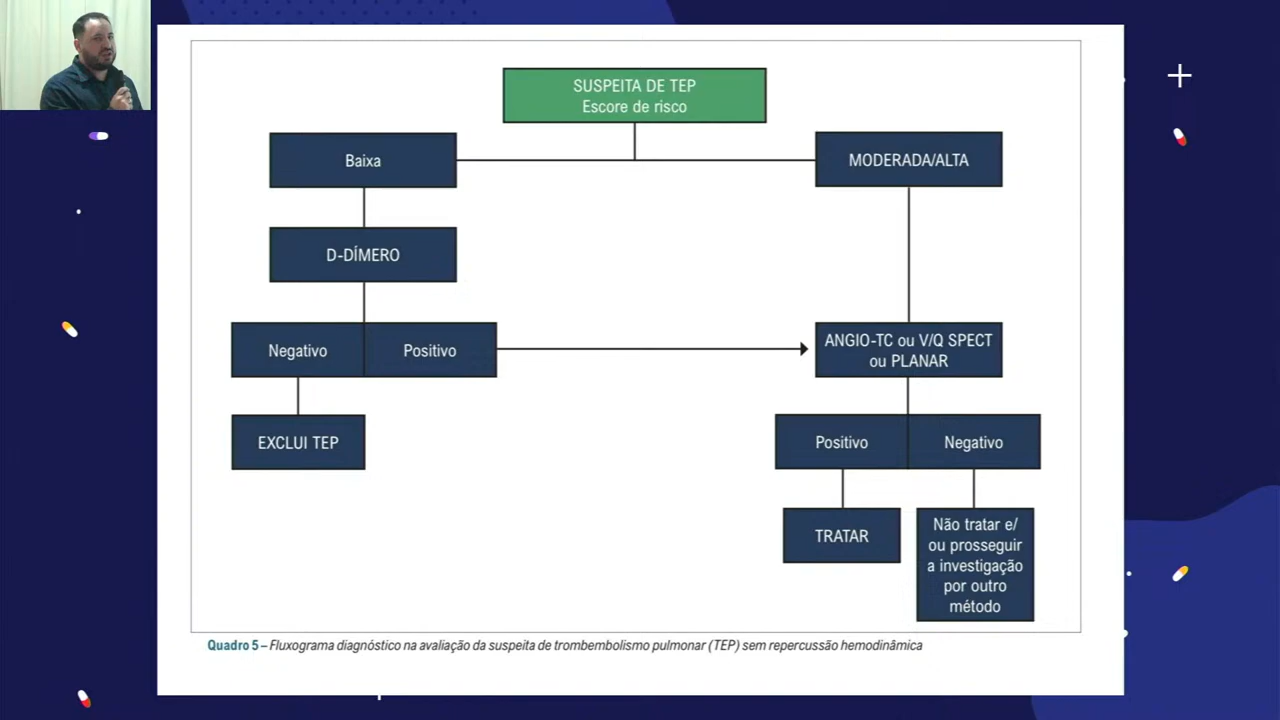 SUSPEITA DE TEP
Escore de risco
Baixa
MODERADA/ALTA
D-DÍMERO
Negativo
Positivo
ANGIO-TC ou V/Q SPECT
ou PLANAR
EXCLUI TEP
Positivo
Negativo
TRATAR
Não tratar e/
ou prosseguir
a investigação
por outro
método
Quadro 5 – Fluxograma diagnóstico na avaliação da suspeita de trombembolismo pulmonar (TEP) sem repercussão hemodinâmica